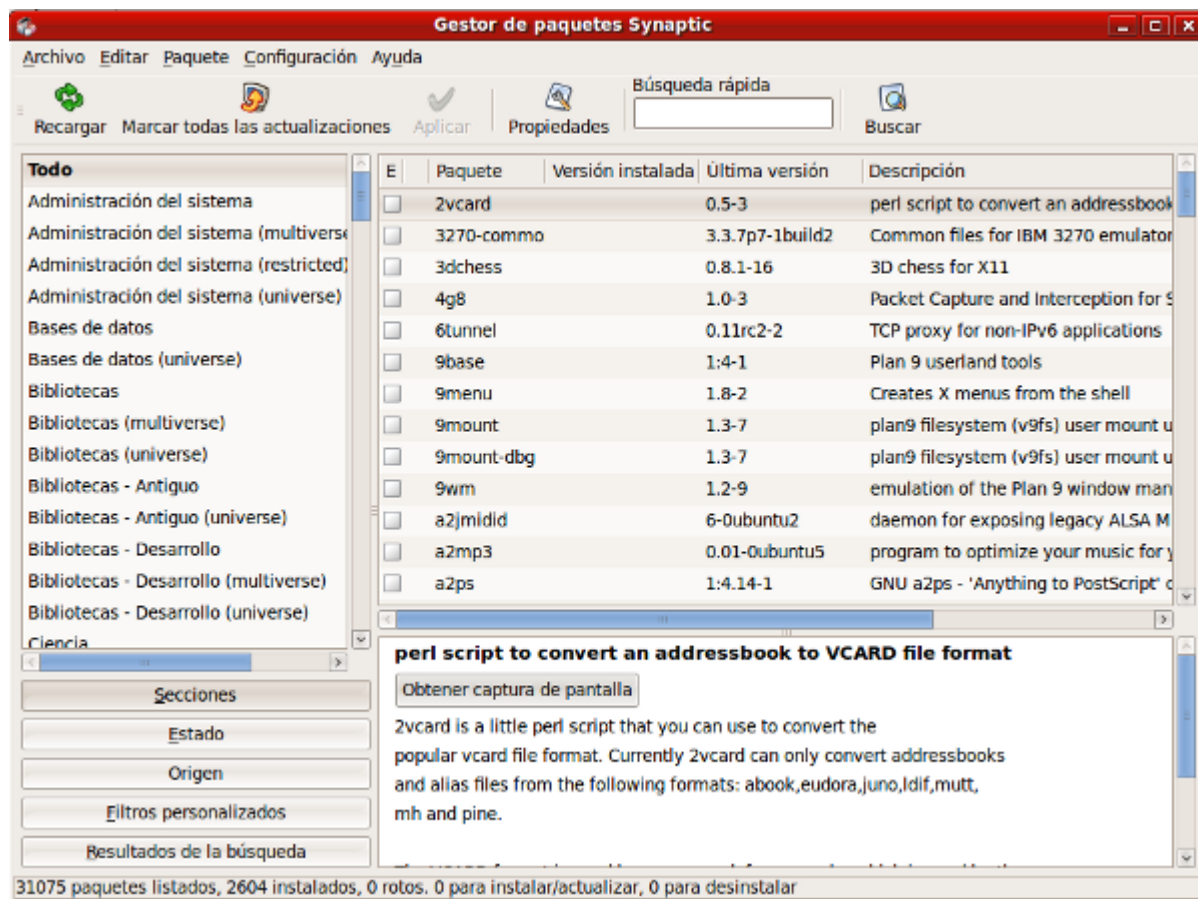 Gestor de paquetes Synaptic
Archivo Editar Paquete Configuración Ayuda
Búsqueda rápida
Recargar Marcar todas las actualizaciones Aplicar Propiedades Buscar
Todo
Administración del sistema
Administración del sistema (multiverse
Administración del sistema (restricted)
Administración del sistema (universe)
Bases de datos
Bases de datos (universe)
Bibliotecas
Bibliotecas (multiverse)
Bibliotecas (universe)
Bibliotecas - Antiguo
Bibliotecas - Antiguo (universe)
Bibliotecas - Desarrollo
Bibliotecas - Desarrollo (multiverse)
Bibliotecas - Desarrollo (universe)
Ciencia
Secciones
Estado
Origen
Filtros personalizados
Resultados de la búsqueda
E Paquete Versión instalada Última versión Descripción
2vcard 0.5-3 perl script to convert an addressbook
3270-commo 3.3.7p7-1build2 Common files for IBM 3270 emulator
3dchess 0.8.1-16 3D chess for X11
4g8 1.0-3 Packet Capture and Interception for S
6tunnel 0.11rc2-2 TCP proxy for non-IPv6 applications
9base 1:4-1 Plan 9 userland tools
9menu 1.8-2 Creates X menus from the shell
9mount 1.3-7 plan9 filesystem (v9fs) user mount u
9mount-dbg 1.3-7 plan9 filesystem (v9fs) user mount u
9wm 1.2-9 emulation of the Plan 9 window man
a2jmidid 6-0ubuntu2 daemon for exposing legacy ALSA M
a2mp3 0.01-0ubuntu5 program to optimize your music for y
a2ps 1:4.14-1 GNU a2ps - 'Anything to PostScript' c
perl script to convert an addressbook to VCARD file format
Obtener captura de pantalla
2vcard is a little perl script that you can use to convert the
popular vcard file format. Currently 2vcard can only convert addressbooks
and alias files from the following formats: abook,eudora,juno,ldif,mutt,
mh and pine.
31075 paquetes listados, 2604 instalados, 0 rotos. 0 para instalar/actualizar, 0 para desinstalar